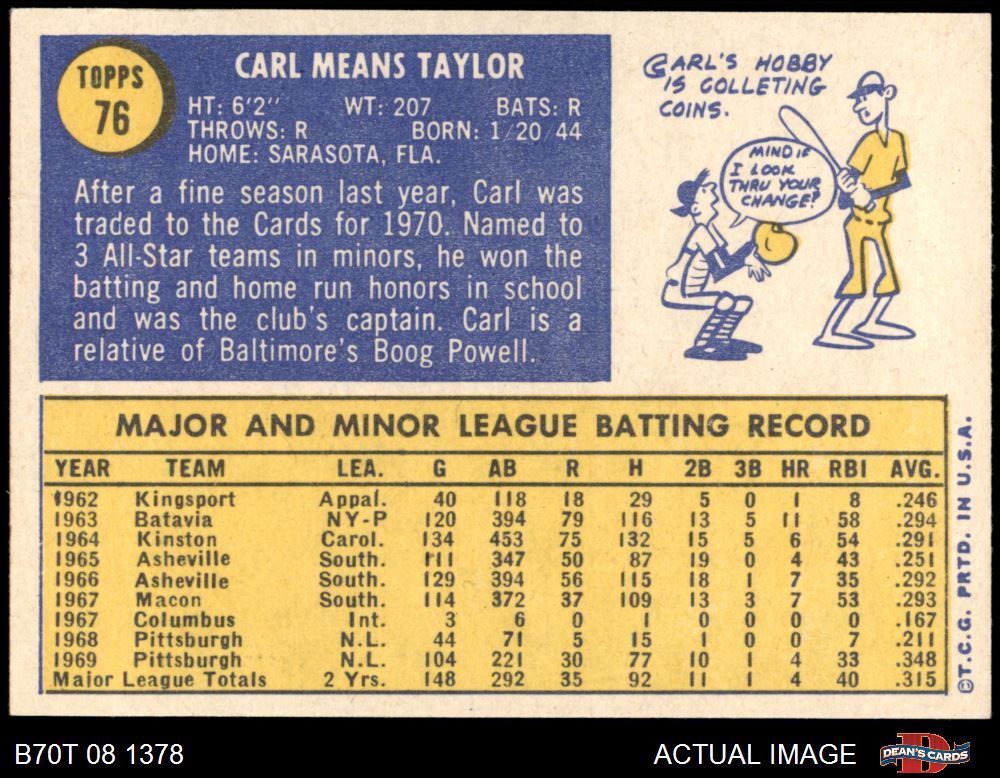 TOPPS
76
CARL MEANS TAYLOR
HT: 6'2" WT: 207 BATS: R
THROWS: R BORN: 1/20/44
HOME: SARASOTA, FLA.
After a fine season last year, Carl was
traded to the Cards for 1970. Named to
3 All-Star teams in minors, he won the
batting and home run honors in school
and was the club's captain. Carl is a
relative of Baltimore's Boog Powell.
CARL'S HOBBY
IS COLLETING
COINS.
MIND IF
I LOOK
THRU YOUR
CHANGE?
MAJOR AND MINOR LEAGUE BATTING RECORD
YEAR TEAM LEA. G AB R H 2B 3B HR RBI AVG.
1962 Kingsport Appal. 40 118 18 29 5 0 1 8 .246
1963 Batavia NY-P 120 394 79 116 13 5 11 58 .294
1964 Kinston Carol. 134 453 75 132 15 5 6 54 .291
1965 Asheville South. 111 347 50 87 19 0 4 43 .251
1966 Asheville South. 129 394 56 115 18 1 7 35 .292
1967 Macon South. 114 372 37 109 13 3 7 53 .293
1967 Columbus Int. 3 6 0 1 0 0 0 0 .167
1968 Pittsburgh N.L. 44 71 5 15 1 0 0 7 .211
1969 Pittsburgh N.L. 104 221 30 77 10 1 4 33 .348
Major League Totals 2 Yrs. 148 292 35 92 11 1 4 40 .315
©T.C.G. PRTD. IN U.S.A.
B70T 08 1378
ACTUAL IMAGE
DEAN'S CARDS